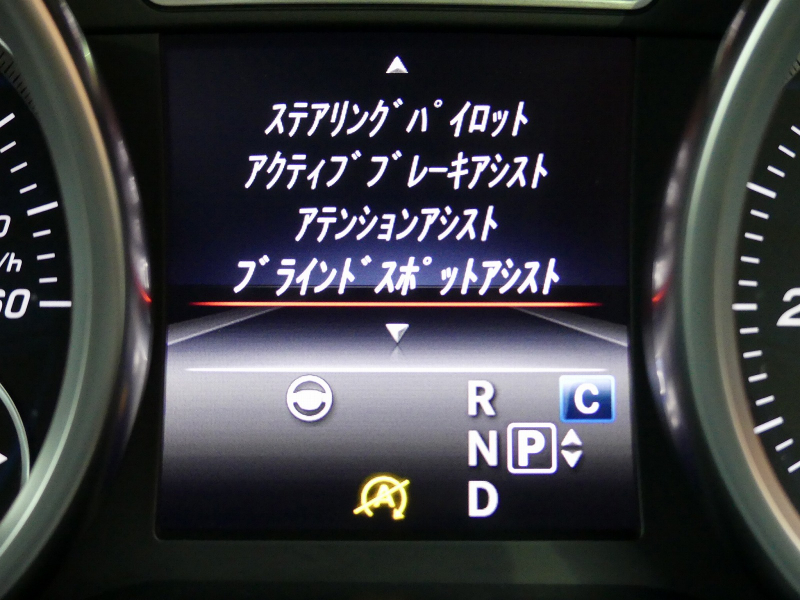 ステアリングパイロット
アクティブブレーキアシスト
アテンションアシスト
ブラインドスポットアシスト
R
C
N P
D
A
/h
60
2